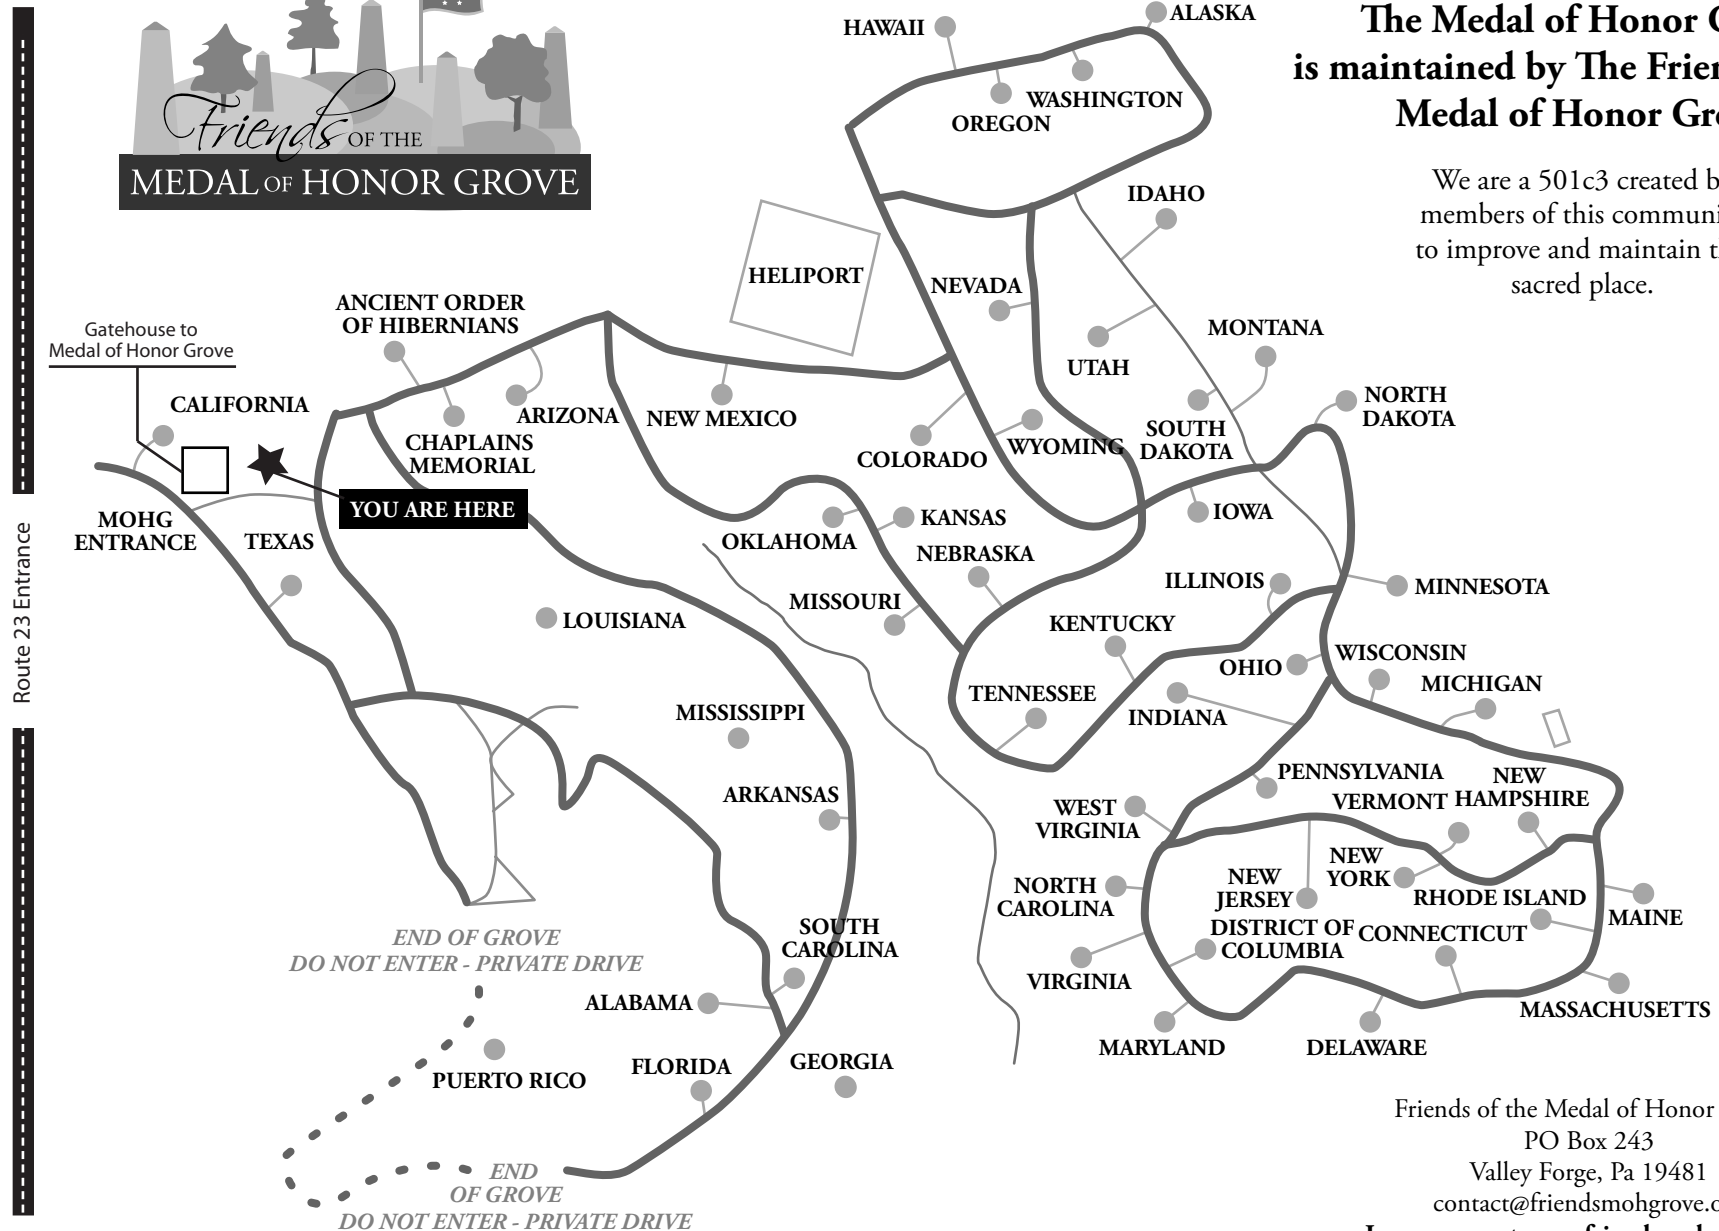 Friends OF THE
MEDAL OF HONOR GROVE
The Medal of Honor
is maintained by The
Medal of Honor
We are a 501c3 created
members of this
to improve and maintain
sacred place.
HAWAII
ALASKA
WASHINGTON
OREGON
IDAHO
HELIPORT
NEVADA
UTAH
MONTANA
ANCIENT ORDER
OF HIBERNIANS
Gatehouse to
Medal of Honor Grove
CALIFORNIA
CHAPLAINS
MEMORIAL
ARIZONA
NEW MEXICO
COLORADO
WYOMING
SOUTH
DAKOTA
NORTH
DAKOTA
YOU ARE HERE
MOHG
ENTRANCE
TEXAS
Route 23 Entrance
OKLAHOMA
KANSAS
NEBRASKA
IOWA
MISSOURI
ILLINOIS
MINNESOTA
LOUISIANA
KENTUCKY
OHIO
WISCONSIN
MICHIGAN
TENNESSEE
INDIANA
MISSISSIPPI
ARKANSAS
PENNSYLVANIA
NEW
HAMPSHIRE
VERMONT
WEST
VIRGINIA
NEW
YORK
NEW
JERSEY
NORTH
CAROLINA
RHODE ISLAND
MAINE
DISTRICT OF
COLUMBIA
CONNECTICUT
SOUTH
CAROLINA
VIRGINIA
END OF GROVE
DO NOT ENTER - PRIVATE DRIVE
ALABAMA
MASSACHUSETTS
MARYLAND
DELAWARE
PUERTO RICO
FLORIDA
GEORGIA
END
OF GROVE
DO NOT ENTER - PRIVATE DRIVE
Friends of the Medal of Honor
PO Box 243
Valley Forge, Pa 19481
contact@friendsmohgrove.o